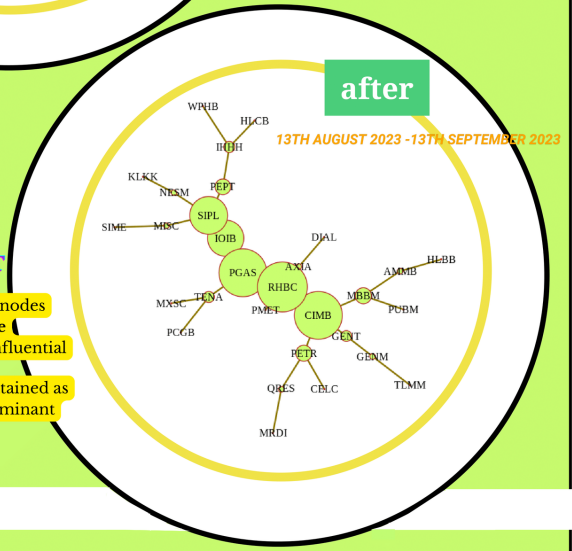 after
13TH AUGUST 2023 -13TH SEPTEMBER 2023
WPHB
HLCB
IHHH
KLKK
PEPT
NESM
SIPL
SIME
MISC
IOIB
DIAL
PGAS
AXIA
HLBB
AMMB
RHBC
MXSC
TENA
MBBM
PMET
CIMB
PUBM
PCGB
GENT
PETR
GENM
QRES
CELC
TLMM
MRDI
nodes
fluential
tained as
minant